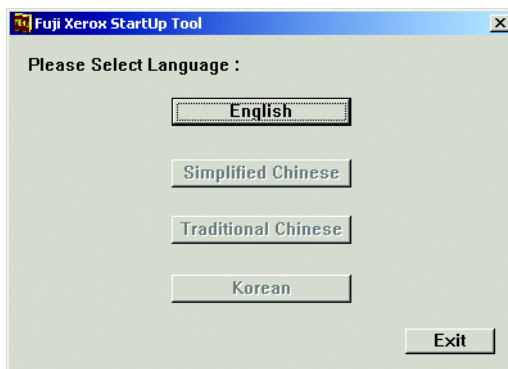 Fuji Xerox StartUp Tool
Please Select Language :
English
Simplified Chinese
Traditional Chinese
Korean
Exit